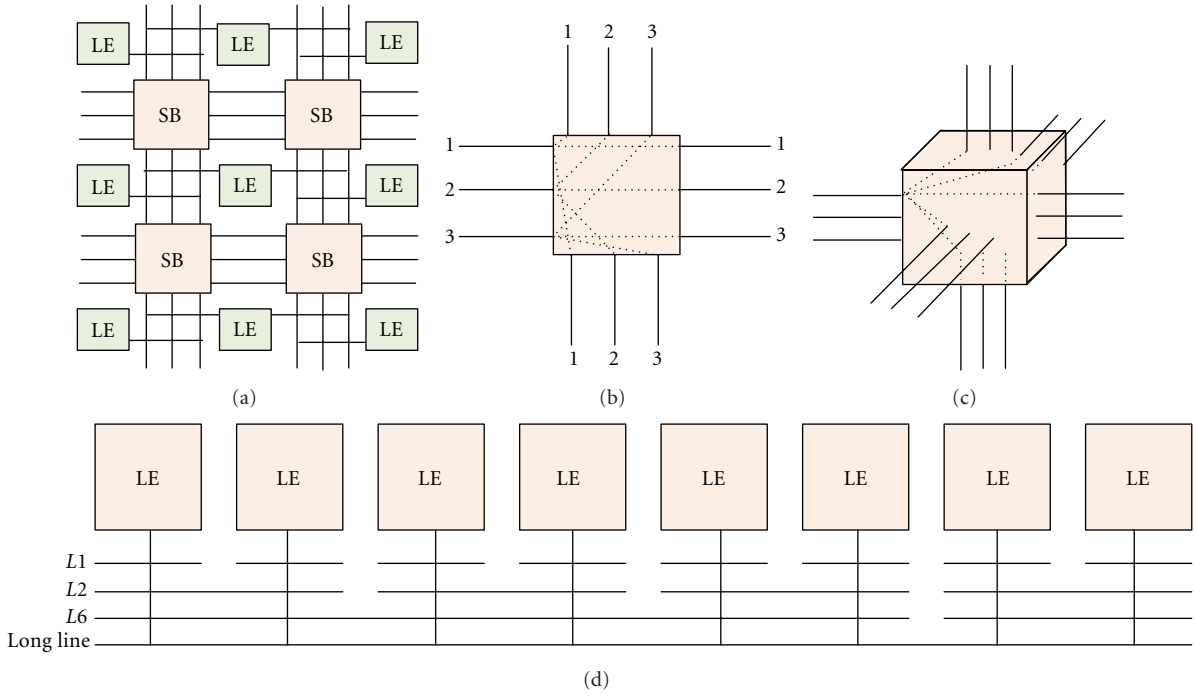 LE LE LE
SB SB
LE LE LE
SB SB
LE LE LE
(a)
1 2 3
1 1
2 2
3 3
1 2 3
(b)
(c)
LE LE LE LE LE LE LE LE
L1
L2
L6
Long line
(d)